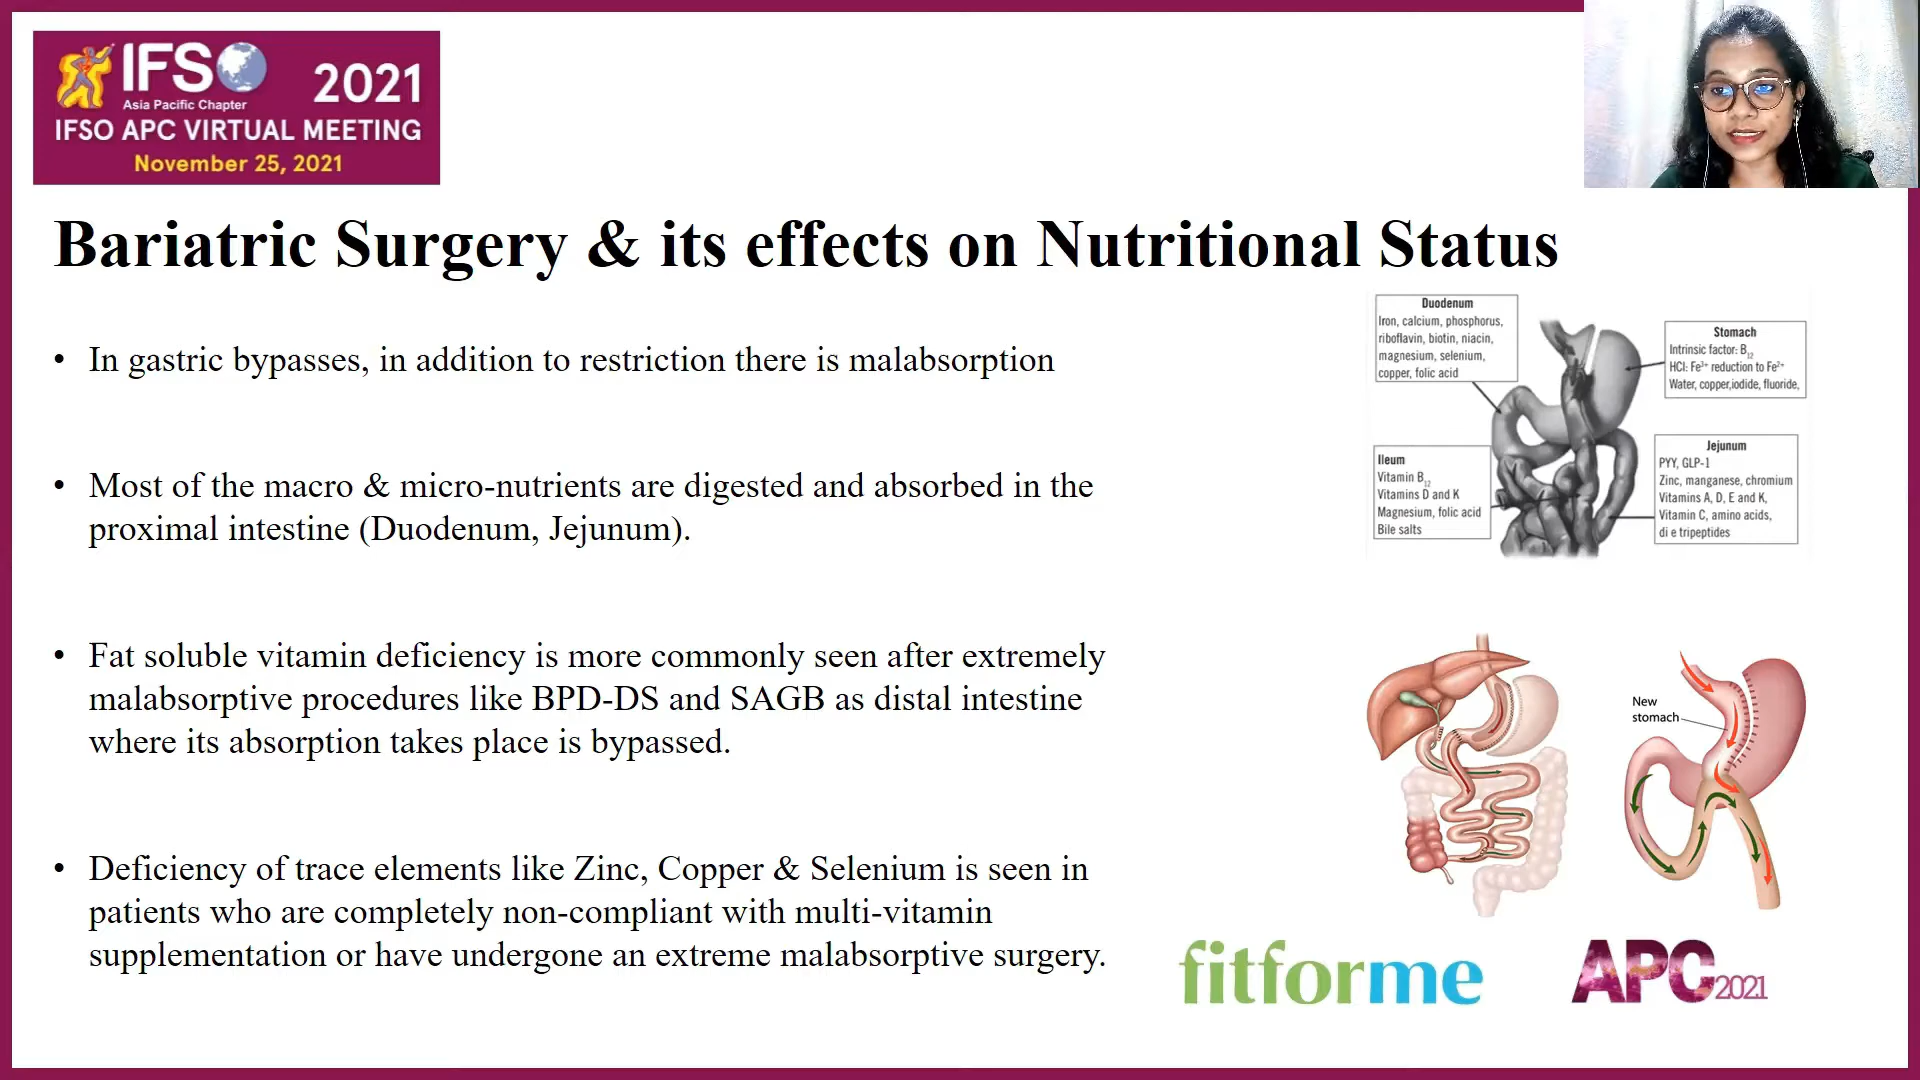 IFSO
Asia Pacific Chapter
2021
IFSO APC VIRTUAL MEETING
November 25, 2021
Bariatric Surgery & its effects on Nutritional Status
• In gastric bypasses, in addition to restriction there is malabsorption
• Most of the macro & micro-nutrients are digested and absorbed in the
proximal intestine (Duodenum, Jejunum).
• Fat soluble vitamin deficiency is more commonly seen after extremely
malabsorptive procedures like BPD-DS and SAGB as distal intestine
where its absorption takes place is bypassed.
• Deficiency of trace elements like Zinc, Copper & Selenium is seen in
patients who are completely non-compliant with multi-vitamin
supplementation or have undergone an extreme malabsorptive surgery.
Duodenum
Iron, calcium, phosphorus,
riboflavin, biotin, niacin,
magnesium, selenium,
copper, folic acid
Stomach
Intrinsic factor: B₁₂
HCl: Fe³⁺ reduction to Fe²⁺
Water, copper,iodide, fluoride,
Ileum
Vitamin B₁₂
Vitamins D and K
Magnesium, folic acid
Bile salts
Jejunum
PYY, GLP-1
Zinc, manganese, chromium
Vitamins A, D, E and K,
Vitamin C, amino acids,
di e tripeptides
New
stomach
fitforme
APC 2021